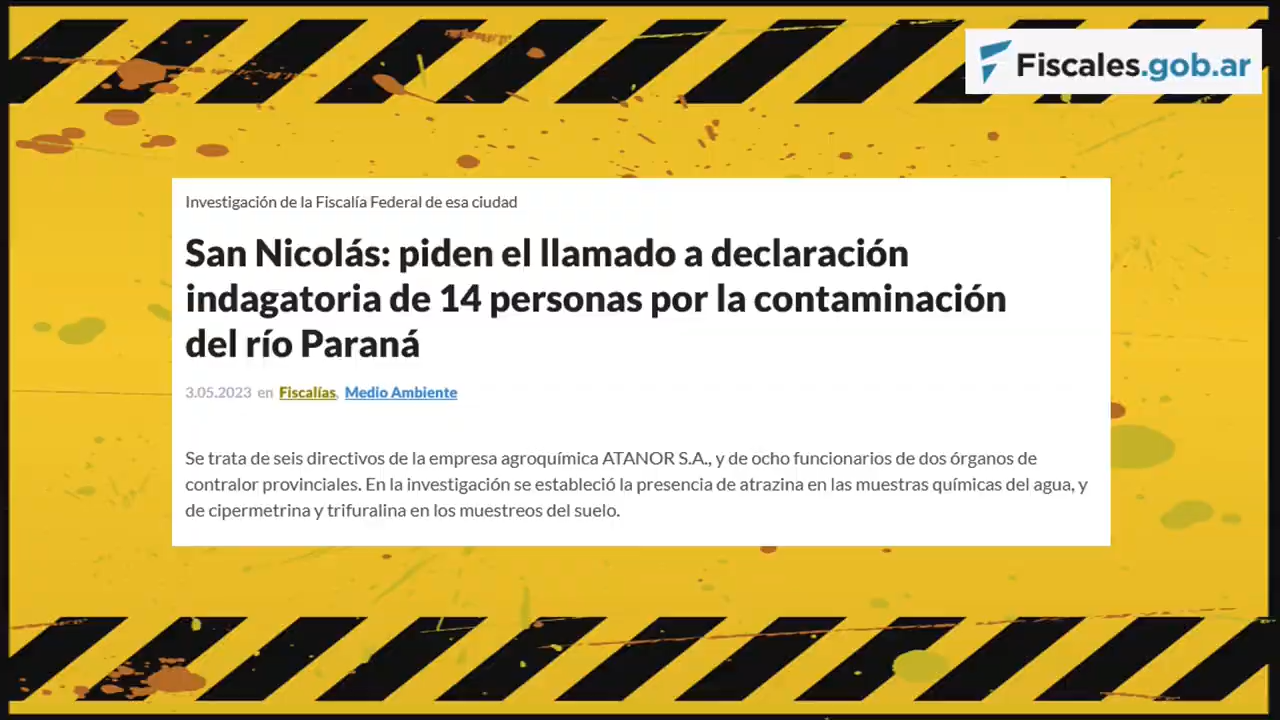 Fiscales.gob.ar
Investigación de la Fiscalía Federal de esa ciudad
San Nicolás: piden el llamado a declaración
indagatoria de 14 personas por la contaminación
del río Paraná
3.05.2023 en Fiscalías, Medio Ambiente
Se trata de seis directivos de la empresa agroquímica ATANOR S.A., y de ocho funcionarios de dos órganos de
contralor provinciales. En la investigación se estableció la presencia de atrazina en las muestras químicas del agua, y
de cipermetrina y trifuralina en los muestreos del suelo.